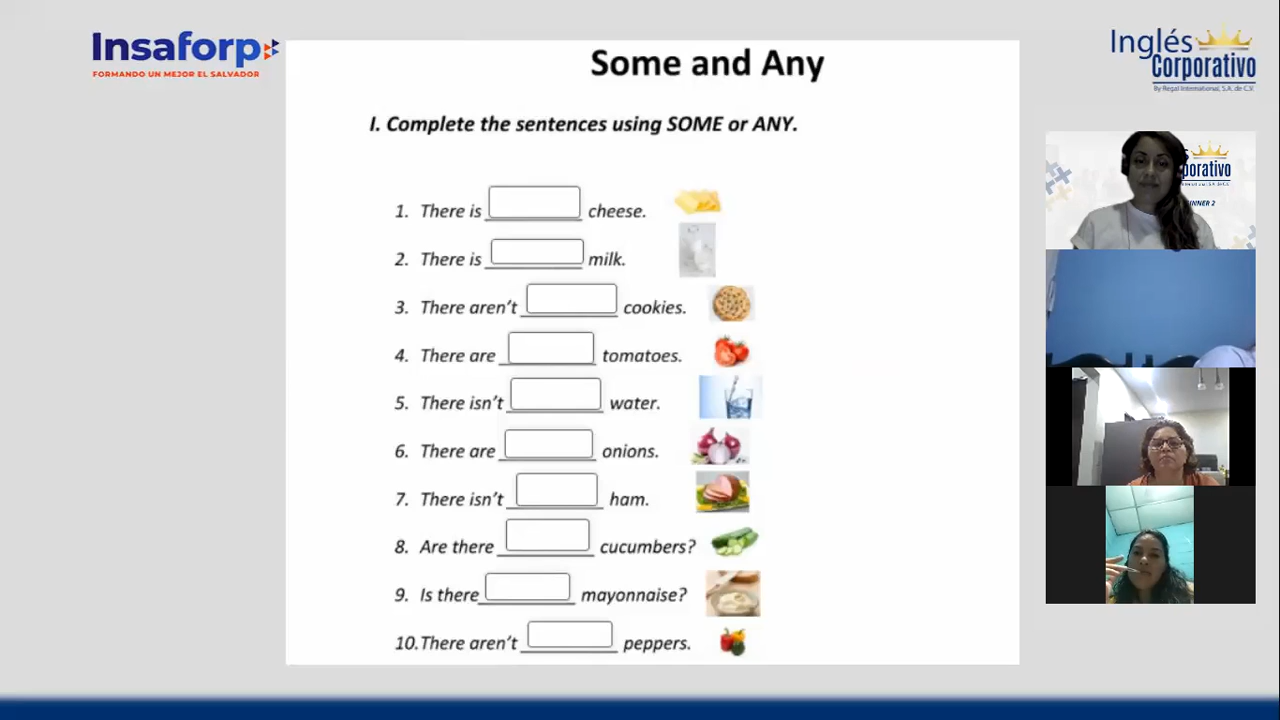 Insaforp
FORMANDO UN MEJOR EL SALVADOR
Some and Any
Inglés
Corporativo
By Regal International, S.A. de C.V.
I. Complete the sentences using SOME or ANY.
1. There is cheese.
2. There is milk.
3. There aren't cookies.
4. There are tomatoes.
5. There isn't water.
6. There are onions.
7. There isn't ham.
8. Are there cucumbers?
9. Is there mayonnaise?
10. There aren't peppers.